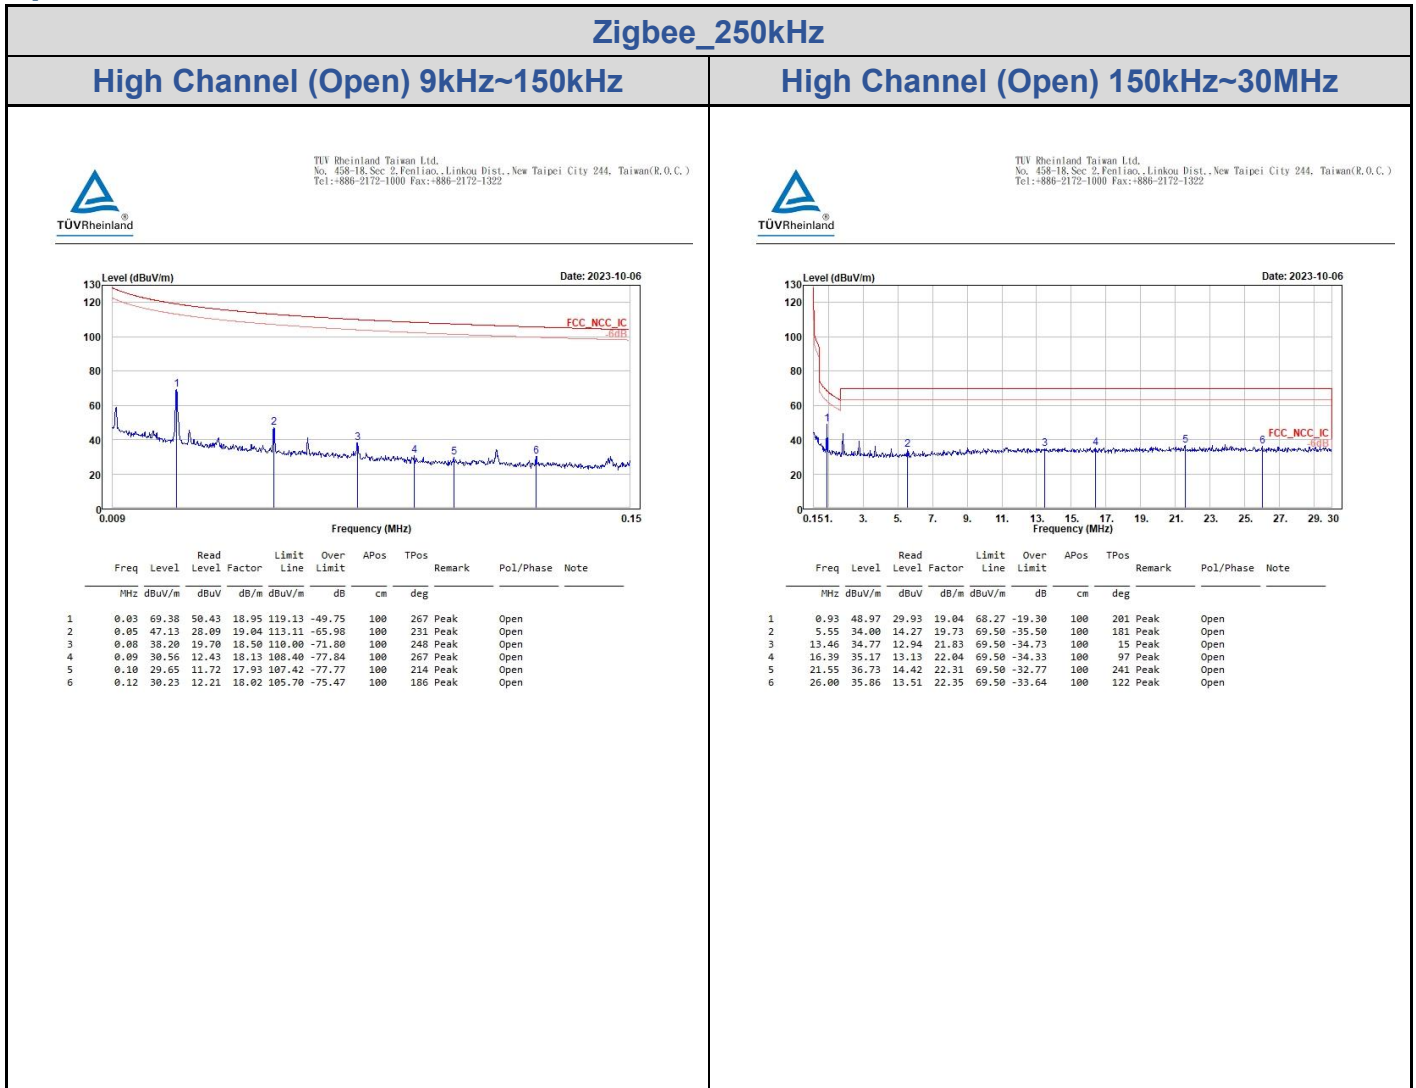 Zigbee_250kHz
High Channel (Open) 9kHz~150kHz
High Channel (Open) 150kHz~30MHz
TUV Rheinland Taiwan Ltd.
No. 458-18.Sec 2.Fenliao..Linkou Dist..New Taipei City 244, Taiwan(R.O.C.)
Tel:+886-2172-1000 Fax:+886-2172-1322
TÜVRheinland ®
Level (dBuV/m)
Date: 2023-10-06
130
120
100
80
60
40
20
0
FCC_NCC_IC
-6dB
1
2
3
4
5
6
0.009
0.15
Frequency (MHz)
Read Limit Over APos TPos
Freq Level Level Factor Line Limit Remark Pol/Phase Note
MHz dBuV/m dBuV dB/m dBuV/m dB cm deg
1 0.03 69.38 50.43 18.95 119.13 -49.75 100 267 Peak Open
2 0.05 47.13 28.09 19.04 113.11 -65.98 100 231 Peak Open
3 0.08 38.20 19.70 18.50 110.00 -71.80 100 248 Peak Open
4 0.09 30.56 12.43 18.13 108.40 -77.84 100 267 Peak Open
5 0.10 29.65 11.72 17.93 107.42 -77.77 100 214 Peak Open
6 0.12 30.23 12.21 18.02 105.70 -75.47 100 186 Peak Open
TUV Rheinland Taiwan Ltd.
No. 458-18.Sec 2.Fenliao..Linkou Dist..New Taipei City 244, Taiwan(R.O.C.)
Tel:+886-2172-1000 Fax:+886-2172-1322
TÜVRheinland ®
Level (dBuV/m)
Date: 2023-10-06
130
120
100
80
60
40
20
0
FCC_NCC_IC
-6dB
1
2
3
4
5
6
0.151. 3. 5. 7. 9. 11. 13. 15. 17. 19. 21. 23. 25. 27. 29. 30
Frequency (MHz)
Read Limit Over APos TPos
Freq Level Level Factor Line Limit Remark Pol/Phase Note
MHz dBuV/m dBuV dB/m dBuV/m dB cm deg
1 0.93 48.97 29.93 19.04 68.27 -19.30 100 201 Peak Open
2 5.55 34.00 14.27 19.73 69.50 -35.50 100 181 Peak Open
3 13.46 34.77 12.94 21.83 69.50 -34.73 100 15 Peak Open
4 16.39 35.17 13.13 22.04 69.50 -34.33 100 97 Peak Open
5 21.55 36.73 14.42 22.31 69.50 -32.77 100 241 Peak Open
6 26.00 35.86 13.51 22.35 69.50 -33.64 100 122 Peak Open